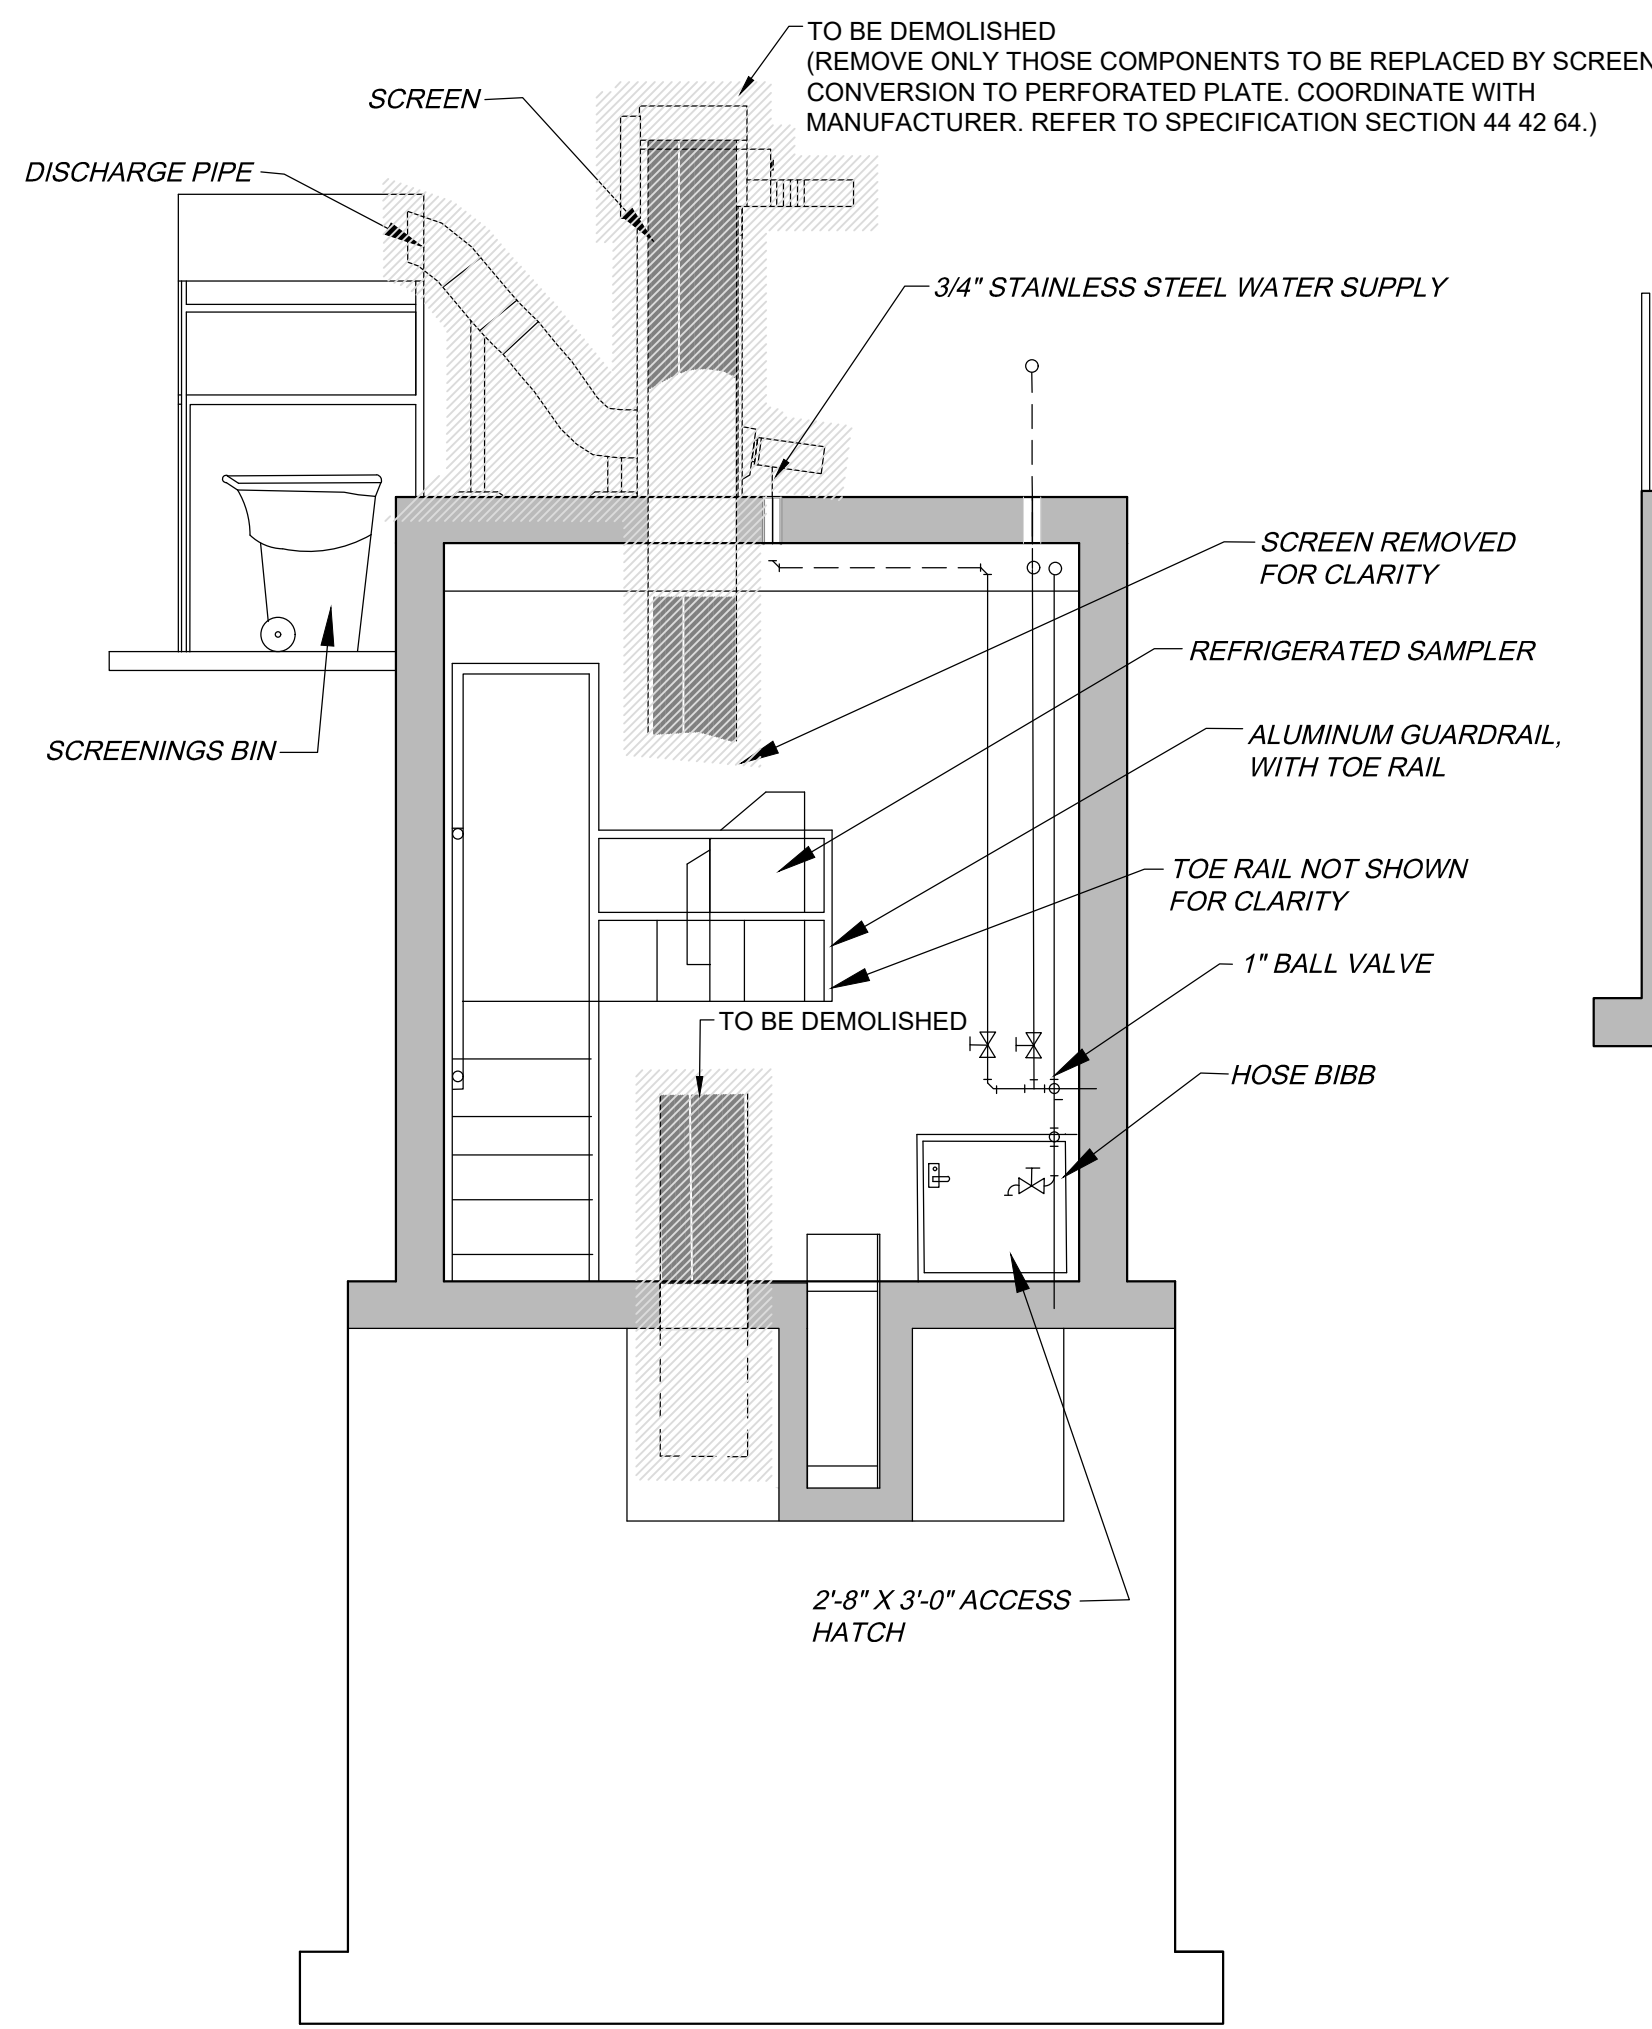 TO BE DEMOLISHED
(REMOVE ONLY THOSE COMPONENTS TO BE REPLACED BY SCREEN
CONVERSION TO PERFORATED PLATE. COORDINATE WITH
MANUFACTURER. REFER TO SPECIFICATION SECTION 44 42 64.)
SCREEN
DISCHARGE PIPE
3/4" STAINLESS STEEL WATER SUPPLY
SCREEN REMOVED
FOR CLARITY
REFRIGERATED SAMPLER
SCREENINGS BIN
ALUMINUM GUARDRAIL,
WITH TOE RAIL
TOE RAIL NOT SHOWN
FOR CLARITY
1" BALL VALVE
TO BE DEMOLISHED
HOSE BIBB
2'-8" X 3'-0" ACCESS
HATCH